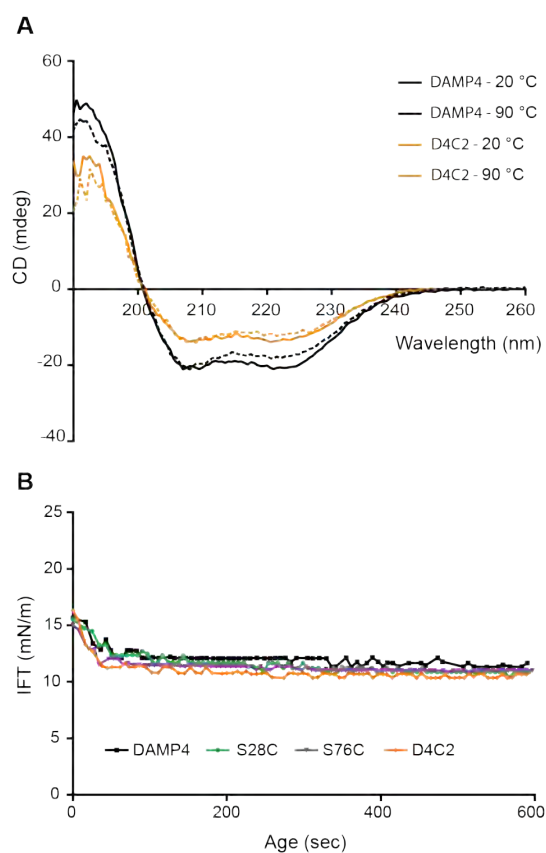 A
60
40
20
0
-20
-40
CD (mdeg)
200 210 220 230 240 250 260
Wavelength (nm)
DAMP4 - 20 °C
DAMP4 - 90 °C
D4C2 - 20 °C
D4C2 - 90 °C
B
25
20
15
10
5
0
IFT (mN/m)
DAMP4 S28C S76C D4C2
0 200 400 600
Age (sec)